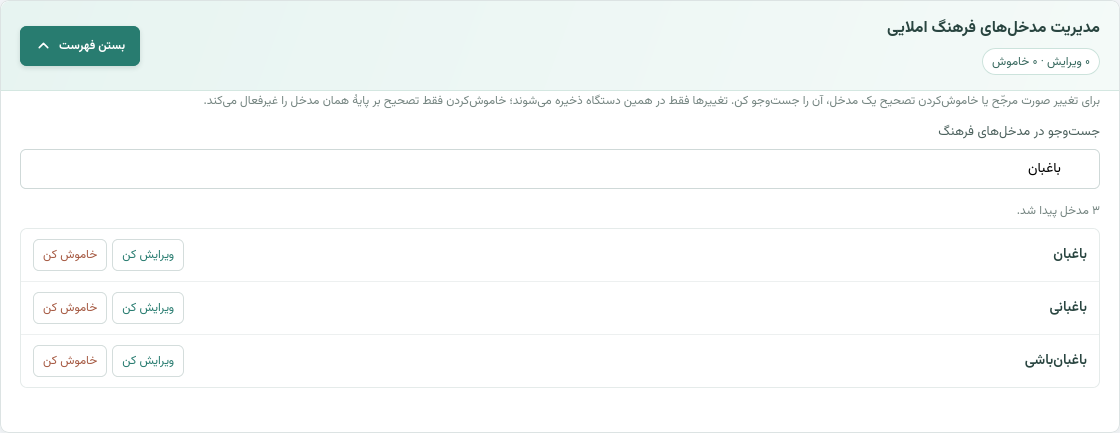 مدیریت مدخل‌های فرهنگ املایی
۰ ویرایش · ۰ خاموش
بستن فهرست
برای تغییر صورت مرجّح یا خاموش‌کردن تصحیح یک مدخل، آن را جست‌وجو کن. تغییرها فقط در همین دستگاه ذخیره می‌شوند؛ خاموش‌کردن فقط تصحیح بر پایهٔ همان مدخل را غیرفعال می‌کند.
جست‌وجو در مدخل‌های فرهنگ
باغبان
۳ مدخل پیدا شد.
باغبان ویرایش کن خاموش کن
باغبانی ویرایش کن خاموش کن
باغبان‌باشی ویرایش کن خاموش کن